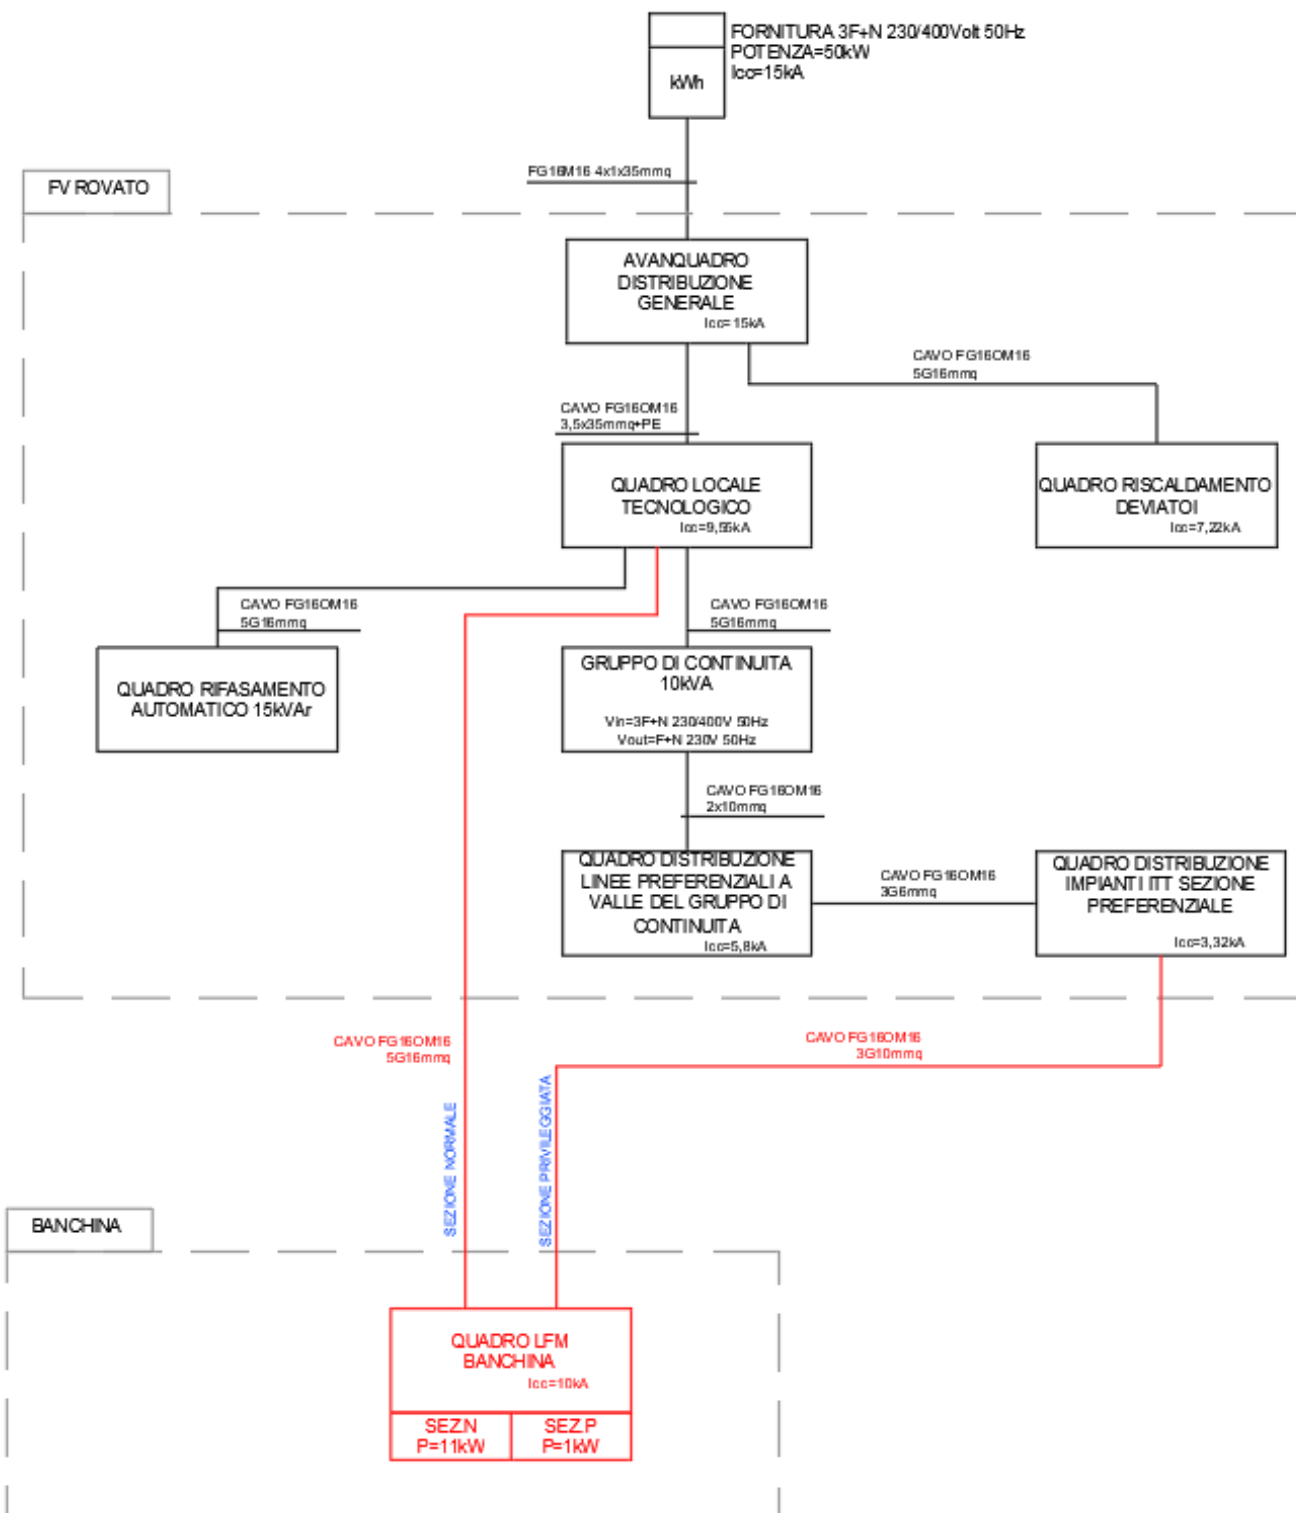 FORNITURA 3F+N 230/400Volt 50Hz
POTENZA=50kW
Icc=15kA
kWh
FG16M16 4x1x35mmq
FV ROVATO
AVANQUADRO
DISTRIBUZIONE
GENERALE
Icc= 15kA
CAVO FG16OM16
5G16mmq
CAVO FG16OM16
3,5x35mmq+PE
QUADRO LOCALE
TECNOLOGICO
Icc=9,55kA
QUADRO RISCALDAMENTO
DEVIATOI
Icc=7,22kA
CAVO FG16OM16
5G16mmq
CAVO FG16OM16
5G16mmq
QUADRO RIFASAMENTO
AUTOMATICO 15kVAr
GRUPPO DI CONTINUITA
10kVA
Vin=3F+N 230/400V 50Hz
Vout=F+N 230V 50Hz
CAVO FG16OM16
2x10mmq
QUADRO DISTRIBUZIONE
LINEE PREFERENZIALI A
VALLE DEL GRUPPO DI
CONTINUITA
Icc=5,8kA
CAVO FG16OM16
3G6mmq
QUADRO DISTRIBUZIONE
IMPIANTI ITT SEZIONE
PREFERENZIALE
Icc=3,32kA
CAVO FG16OM16
5G16mmq
CAVO FG16OM16
3G10mmq
SEZIONE NORMALE
SEZIONE PRIVILEGGIATA
BANCHINA
QUADRO LFM
BANCHINA
Icc=10kA
SEZ.N
P=11kW
SEZ.P
P=1kW